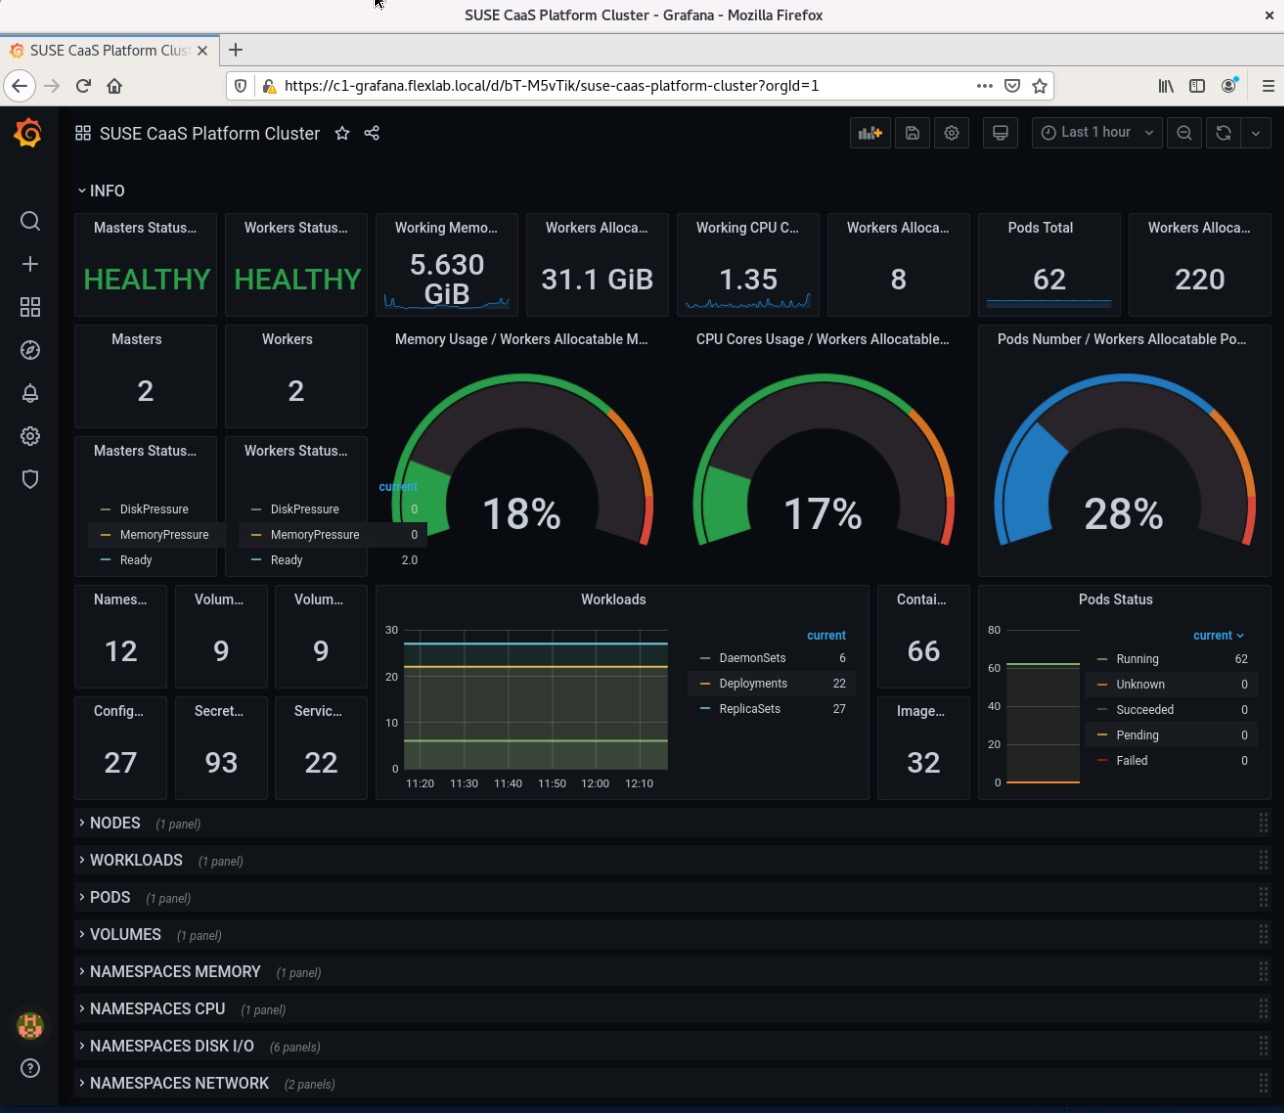 SUSE CaaS Platform Cluster - Grafana - Mozilla Firefox
SUSE CaaS Platform Clus
https://c1-grafana.flexlab.local/d/bT-M5vTik/suse-caas-platform-cluster?orgId=1
SUSE CaaS Platform Cluster
Last 1 hour
INFO
Masters Status...
Workers Status...
Working Memo...
Workers Alloca...
Working CPU C...
Workers Alloca...
Pods Total
Workers Alloca...
HEALTHY
HEALTHY
5.630
GiB
31.1 GiB
1.35
8
62
220
Masters
Workers
Memory Usage / Workers Allocatable M...
CPU Cores Usage / Workers Allocatable...
Pods Number / Workers Allocatable Po...
2
2
18%
17%
28%
Masters Status...
Workers Status...
current
DiskPressure
DiskPressure
0
MemoryPressure
MemoryPressure
0
Ready
Ready
2.0
Names...
Volum...
Volum...
12
9
9
Config...
Secret...
Servic...
27
93
22
Workloads
30
20
10
0
11:20
11:30
11:40
11:50
12:00
12:10
current
DaemonSets
6
Deployments
22
ReplicaSets
27
Contai...
66
Image...
32
Pods Status
80
60
40
20
0
current
Running
62
Unknown
0
Succeeded
0
Pending
0
Failed
0
NODES (1 panel)
WORKLOADS (1 panel)
PODS (1 panel)
VOLUMES (1 panel)
NAMESPACES MEMORY (1 panel)
NAMESPACES CPU (1 panel)
NAMESPACES DISK I/O (6 panels)
NAMESPACES NETWORK (2 panels)